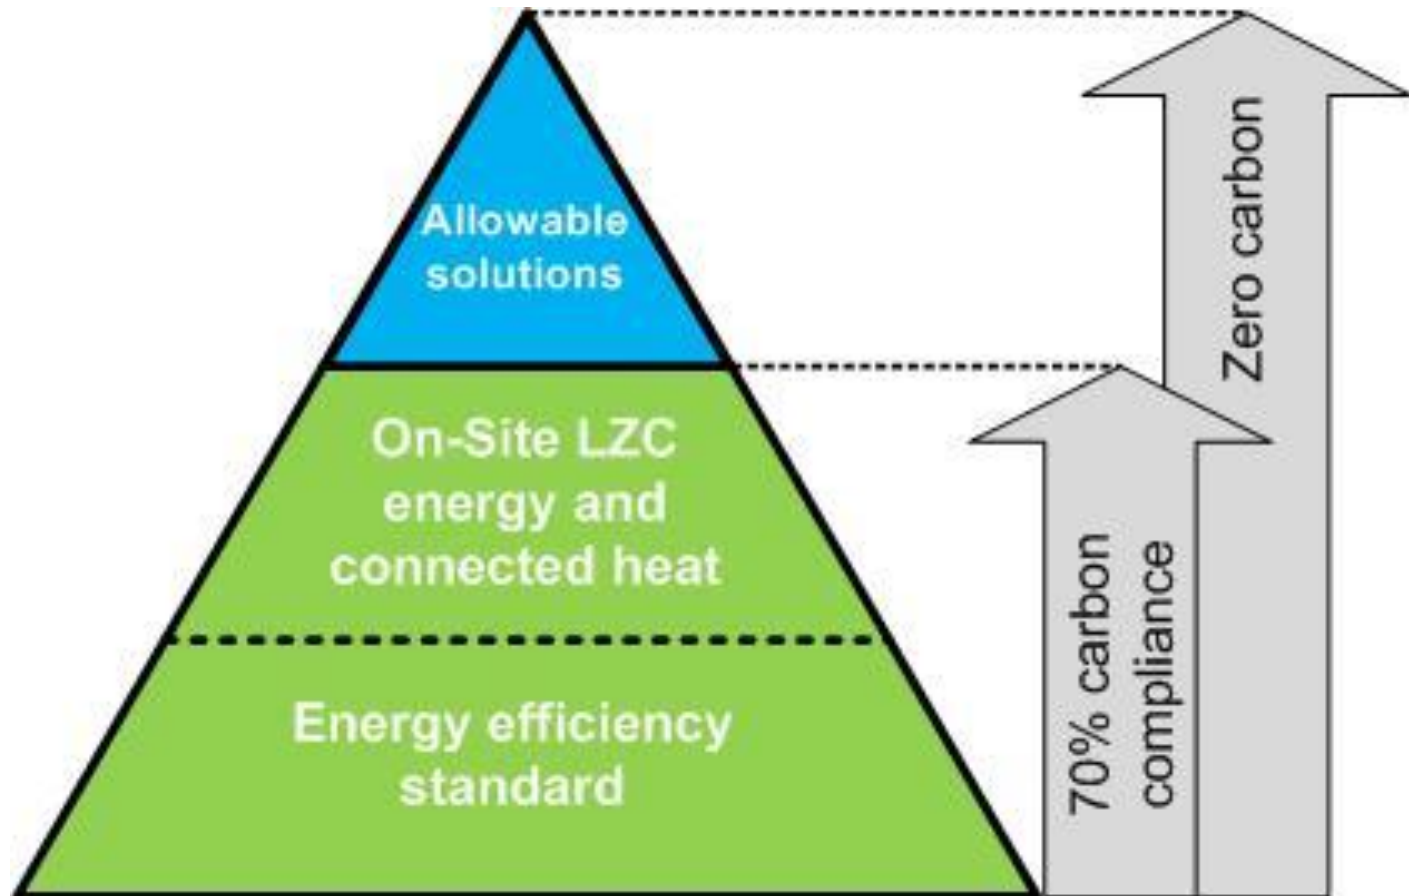 Allowable
solutions
On-Site LZC
energy and
connected heat
Energy efficiency
standard
70% carbon
compliance
Zero carbon